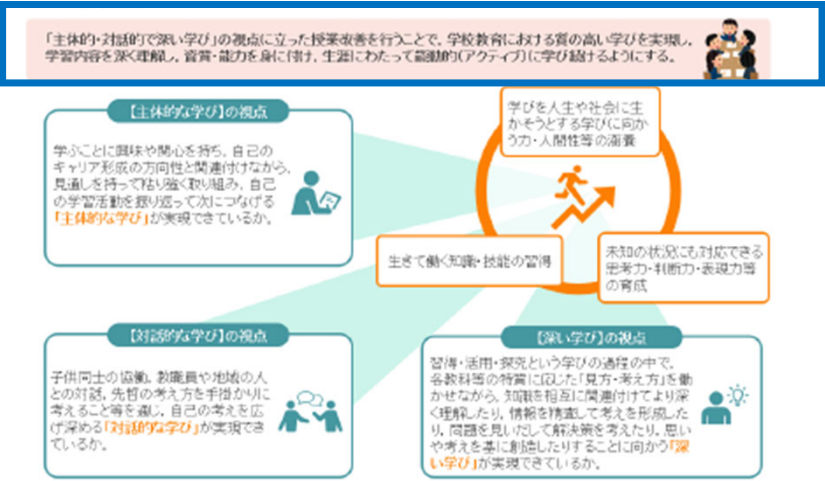 「主体的・対話的で深い学び」の視点に立った授業改善を行うことで、学校教育における質の高い学びを実現し、
学習内容を深く理解し、資質・能力を身に付け、生涯にわたって能動的(アクティブ)に学び続けるようにする。
【主体的な学び】の視点
学ぶことに興味や関心を持ち、自己の
キャリア形成の方向性と関連付けながら、
見通しを持って粘り強く取り組み、自己
の学習活動を振り返って次につなげる
「主体的な学び」が実現できているか。
学びを人生や社会に生
かそうとする学びに向か
う力・人間性等の涵養
生きて働く知識・技能の習得
未知の状況にも対応できる
思考力・判断力・表現力等
の育成
【対話的な学び】の視点
子供同士の協働、教職員や地域の人
との対話、先哲の考え方を手掛かりに
考えること等を通じ、自己の考えを広
げ深める「対話的な学び」が実現でき
ているか。
【深い学び】の視点
習得・活用・探究という学びの過程の中で、
各教科等の特質に応じた「見方・考え方」を働
かせながら、知識を相互に関連付けてより深
く理解したり、情報を精査して考えを形成した
り、問題を見いだして解決策を考えたり、思い
や考えを基に創造したりすることに向かう「深
い学び」が実現できているか。